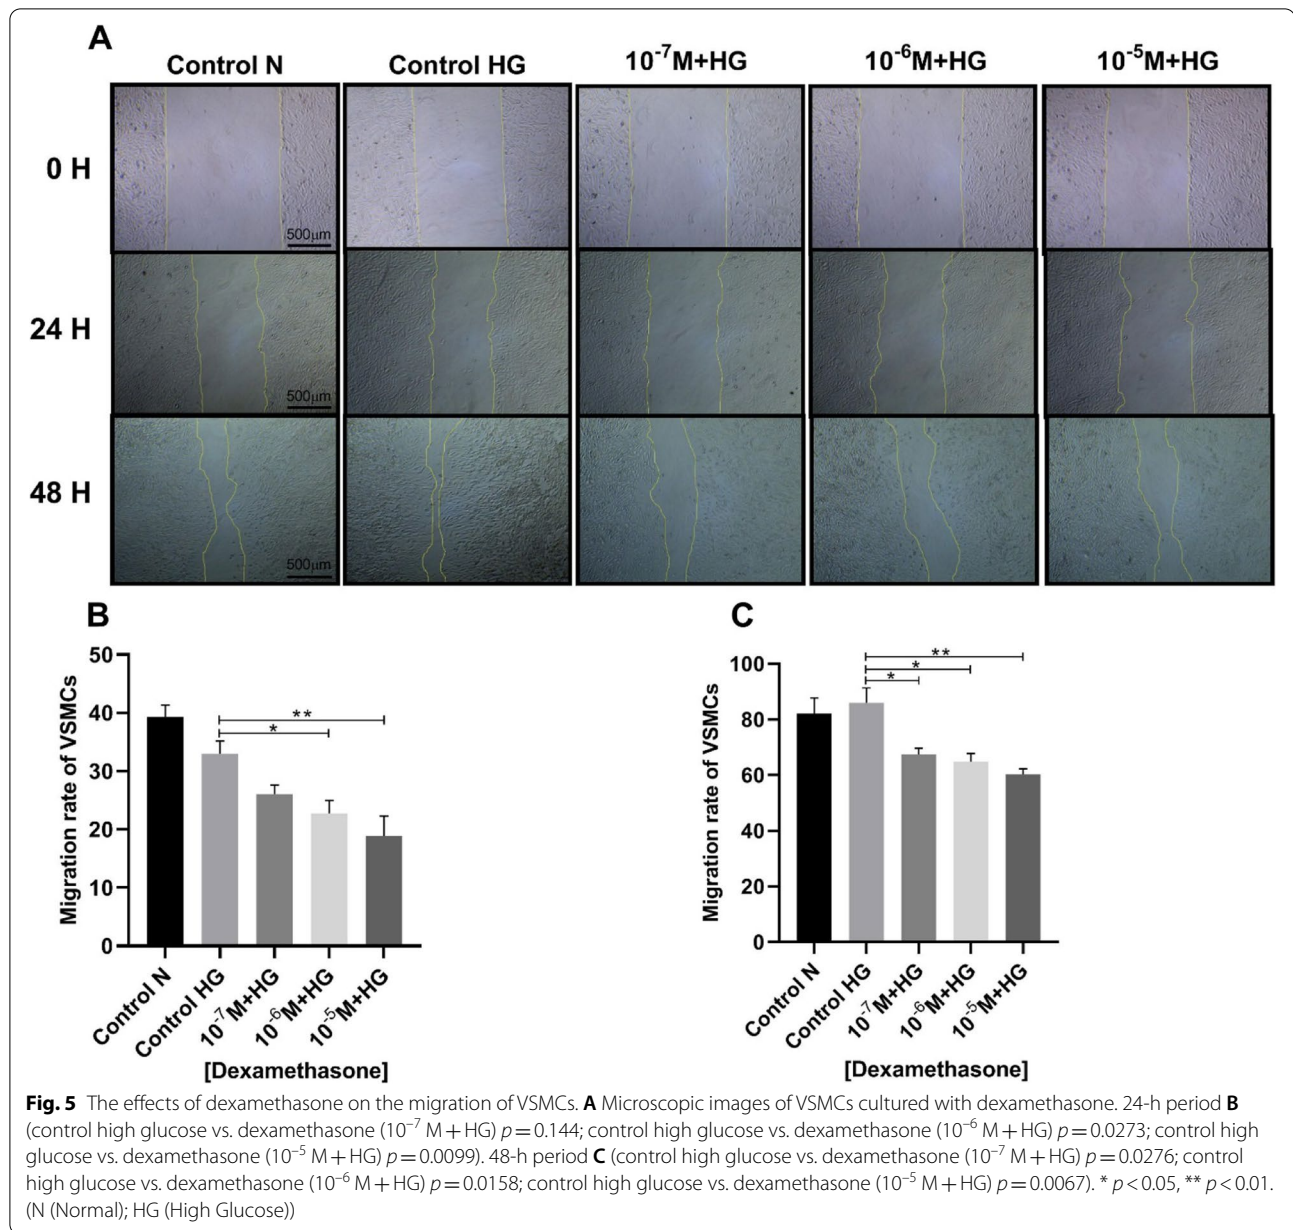 A
Control N
Control HG
10⁻⁷M+HG
10⁻⁶M+HG
10⁻⁵M+HG
0 H
500μm
24 H
500μm
48 H
500μm
B
Migration rate of VSMCs
50
40
30
20
10
0
**
*
Control N
Control HG
10⁻⁷M+HG
10⁻⁶M+HG
10⁻⁵M+HG
[Dexamethasone]
C
Migration rate of VSMCs
100
80
60
40
20
0
**
*
*
Control N
Control HG
10⁻⁷M+HG
10⁻⁶M+HG
10⁻⁵M+HG
[Dexamethasone]
Fig. 5 The effects of dexamethasone on the migration of VSMCs. A Microscopic images of VSMCs cultured with dexamethasone. 24-h period B
(control high glucose vs. dexamethasone (10⁻⁷ M + HG) p = 0.144; control high glucose vs. dexamethasone (10⁻⁶ M + HG) p = 0.0273; control high
glucose vs. dexamethasone (10⁻⁵ M + HG) p = 0.0099). 48-h period C (control high glucose vs. dexamethasone (10⁻⁷ M + HG) p = 0.0276; control
high glucose vs. dexamethasone (10⁻⁶ M + HG) p = 0.0158; control high glucose vs. dexamethasone (10⁻⁵ M + HG) p = 0.0067). * p < 0.05, ** p < 0.01.
(N (Normal); HG (High Glucose))